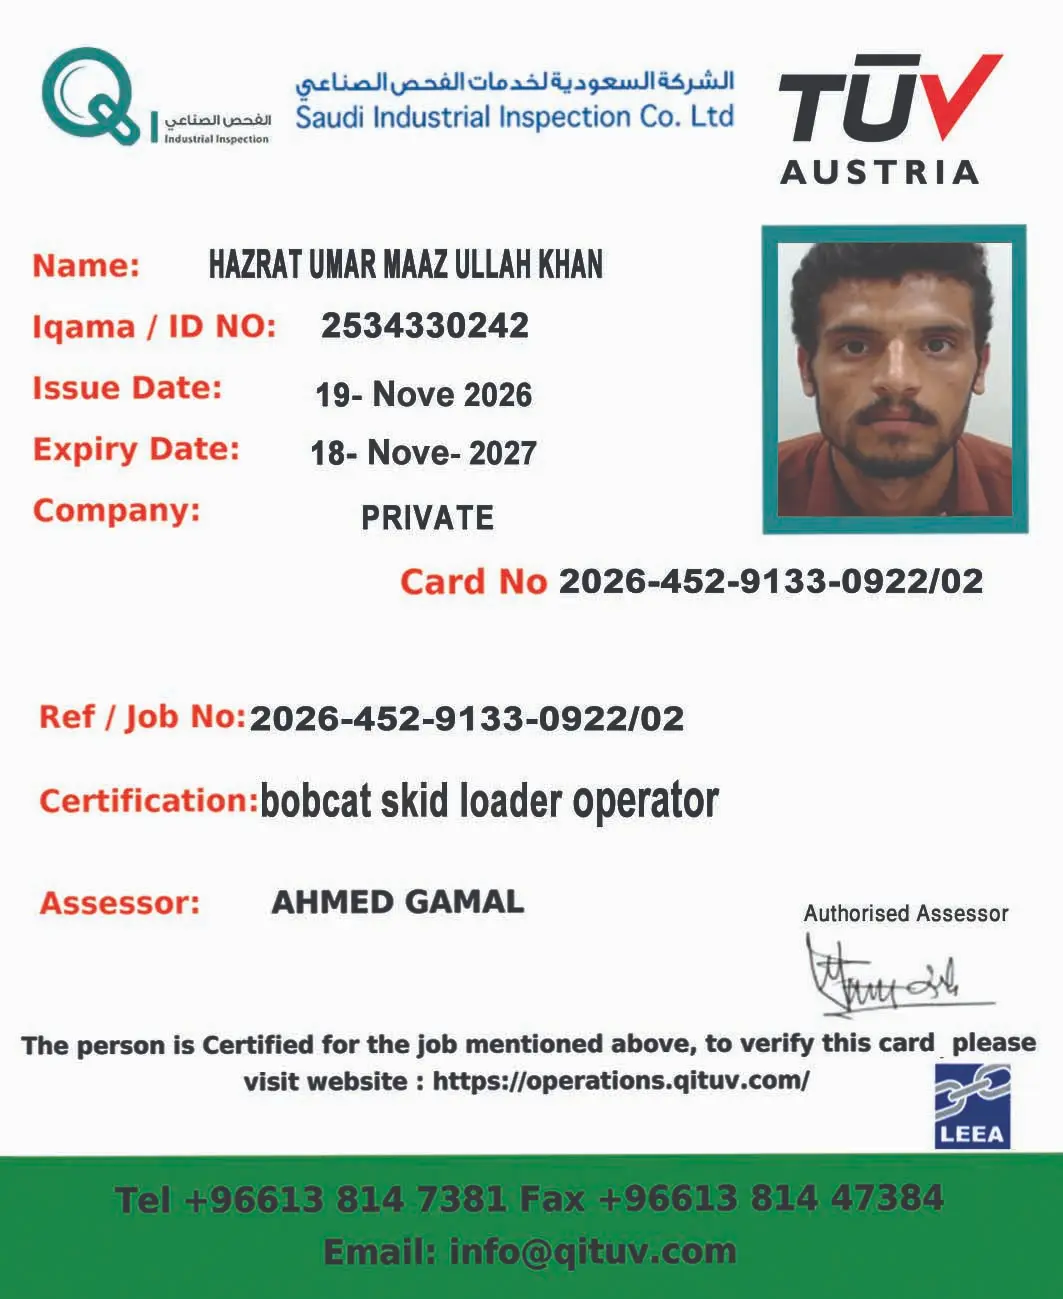 الفحص الصناعي
Industrial Inspection
الشركة السعودية لخدمات الفحص الصناعي
Saudi Industrial Inspection Co. Ltd
TÜV
AUSTRIA
Name: HAZRAT UMAR MAAZ ULLAH KHAN
Iqama / ID NO: 2534330242
Issue Date: 19- Nove 2026
Expiry Date: 18- Nove- 2027
Company: PRIVATE
Card No 2026-452-9133-0922/02
Ref / Job No: 2026-452-9133-0922/02
Certification: bobcat skid loader operator
Assessor: AHMED GAMAL
Authorised Assessor
The person is Certified for the job mentioned above, to verify this card please
visit website : https://operations.qituv.com/
LEEA
Tel +96613 814 7381 Fax +96613 814 47384
Email: info@qituv.com